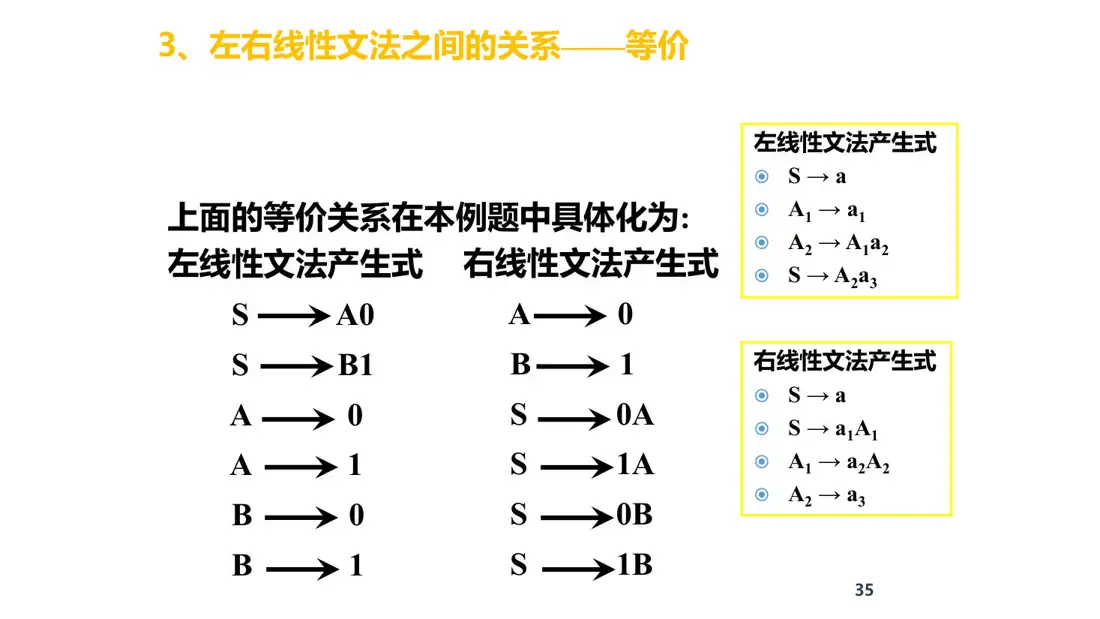 3、左右线性文法之间的关系——等价
上面的等价关系在本例题中具体化为:
左线性文法产生式 右线性文法产生式
S → A0 A → 0
S → B1 B → 1
A → 0 S → 0A
A → 1 S → 1A
B → 0 S → 0B
B → 1 S → 1B
左线性文法产生式
S → a
A₁ → a₁
A₂ → A₁a₂
S → A₂a₃
右线性文法产生式
S → a
S → a₁A₁
A₁ → a₂A₂
A₂ → a₃
35